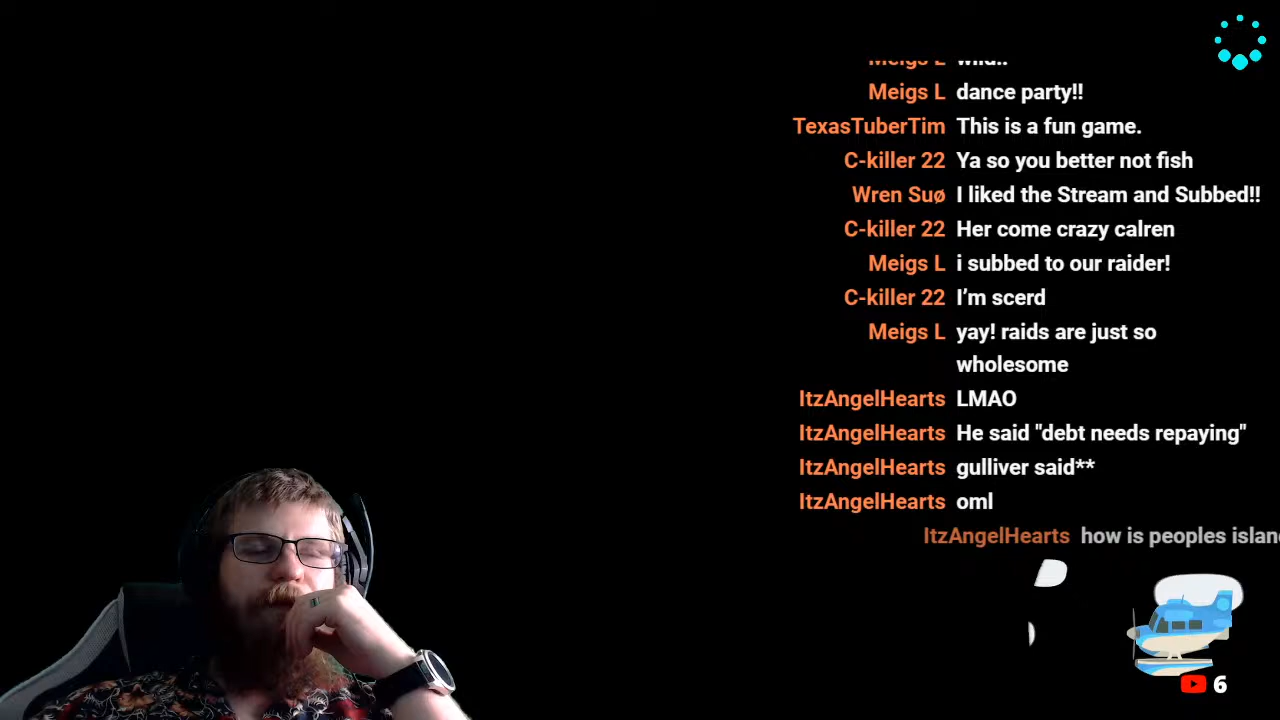 Meigs L wild!!
Meigs L dance party!!
TexasTuberTim This is a fun game.
C-killer 22 Ya so you better not fish
Wren Suø I liked the Stream and Subbed!!
C-killer 22 Her come crazy calren
Meigs L i subbed to our raider!
C-killer 22 I’m scerd
Meigs L yay! raids are just so
wholesome
ItzAngelHearts LMAO
ItzAngelHearts He said "debt needs repaying"
ItzAngelHearts gulliver said**
ItzAngelHearts oml
ItzAngelHearts how is peoples islan
6